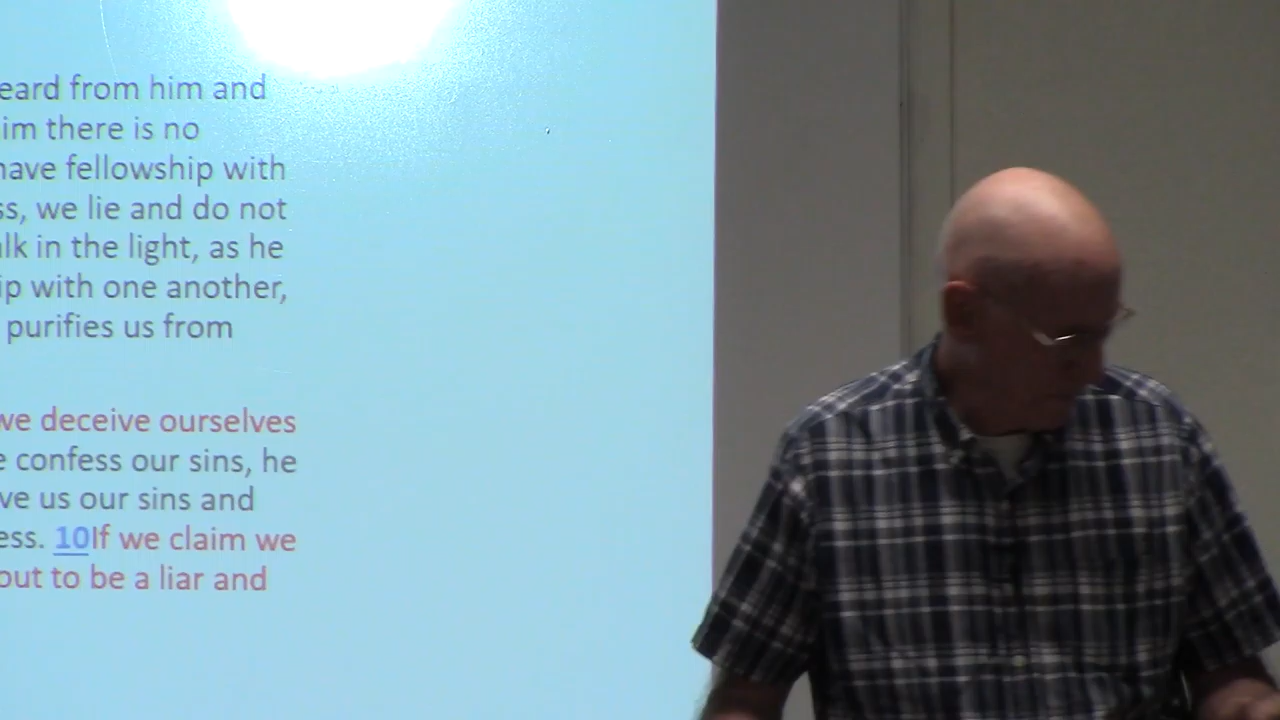 eard from him and
im there is no
have fellowship with
ss, we lie and do not
alk in the light, as he
ip with one another,
purifies us from
we deceive ourselves
e confess our sins, he
ve us our sins and
ess. 10If we claim we
out to be a liar and